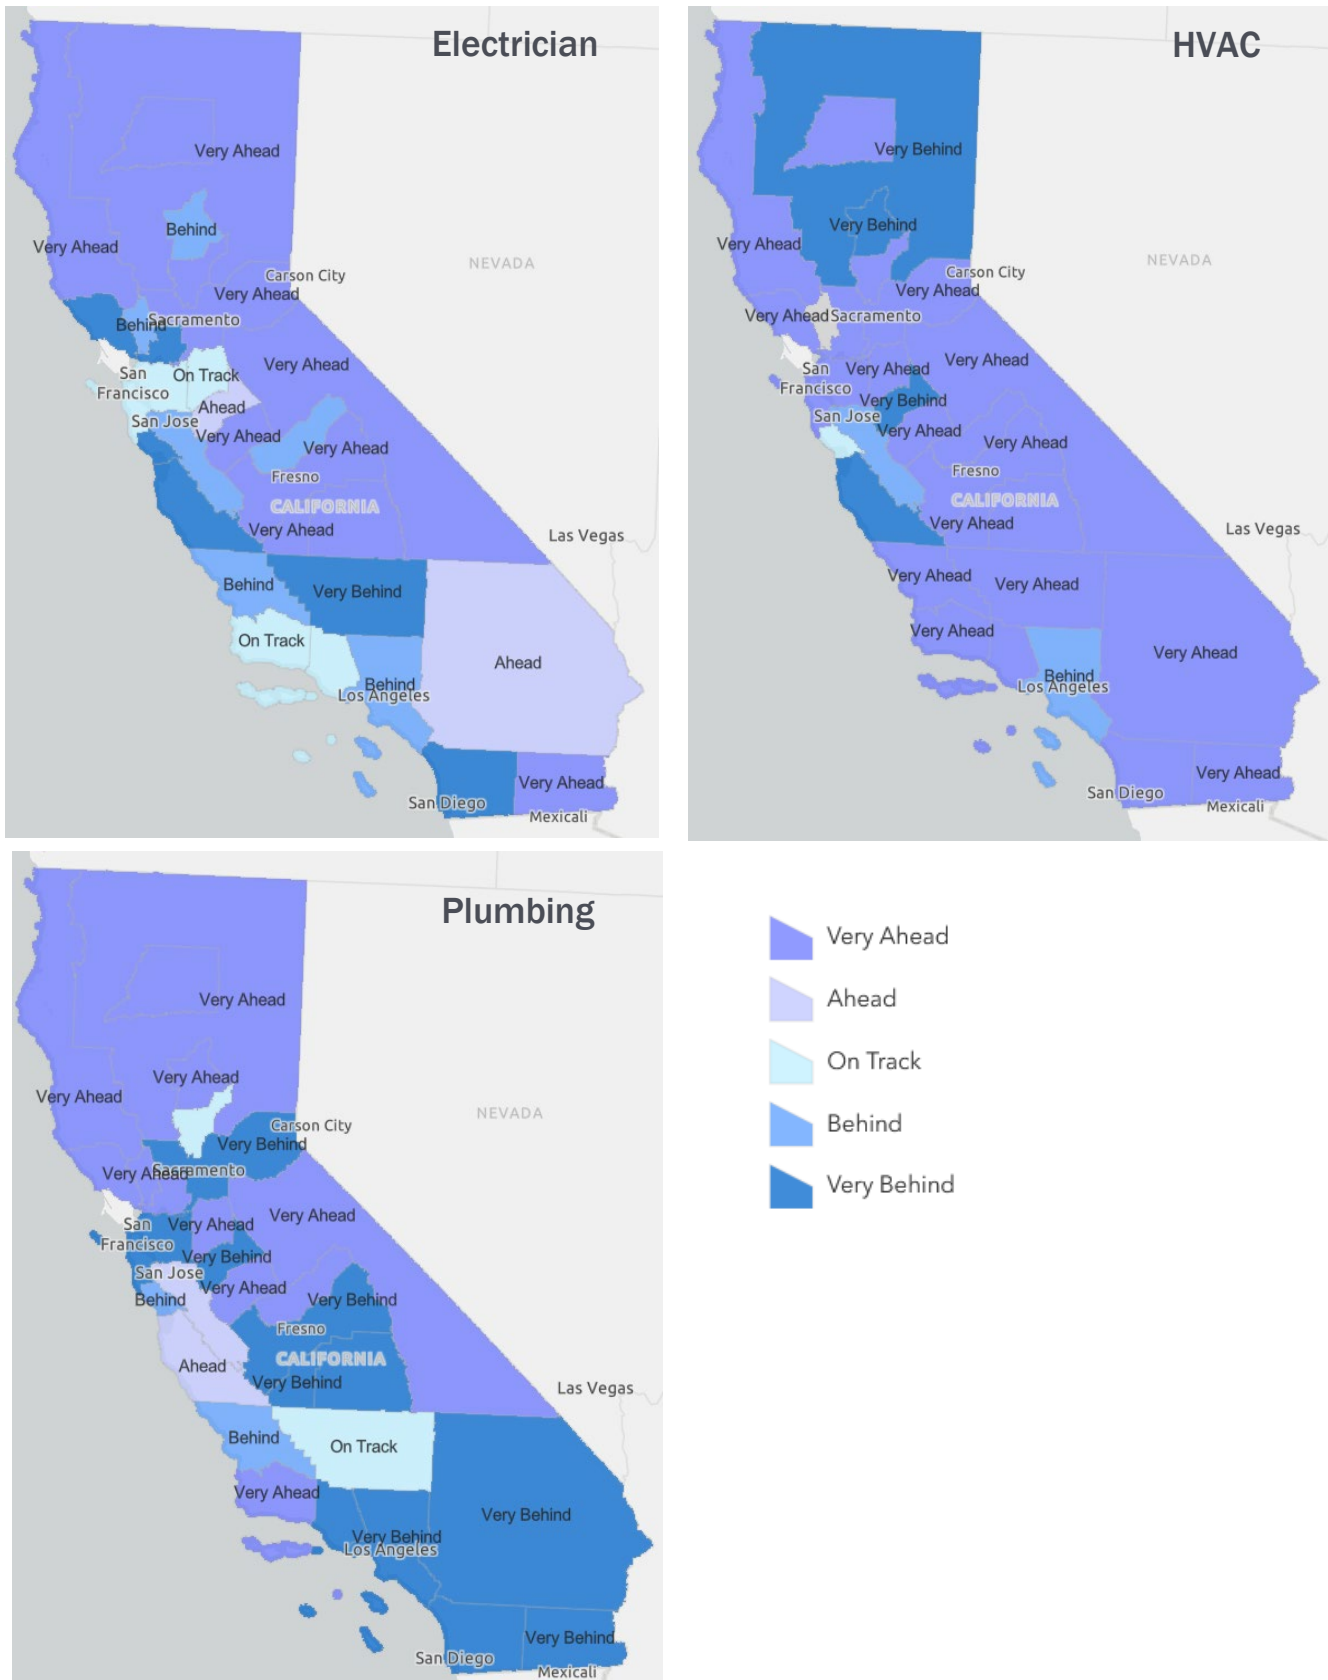 Electrician
Very Ahead
Behind
Very Ahead
NEVADA
Carson City
Very Ahead
Behind
Sacramento
Very Ahead
San
Francisco
On Track
Ahead
San Jose
Very Ahead
Very Ahead
Fresno
CALIFORNIA
Very Ahead
Las Vegas
Behind
Very Behind
On Track
Ahead
Behind
Los Angeles
Very Ahead
San Diego
Mexicali
HVAC
Very Behind
Very Behind
Very Ahead
NEVADA
Carson City
Very Ahead
Very Ahead
Sacramento
Very Ahead
San
Francisco
Very Ahead
Very Behind
San Jose
Very Ahead
Very Ahead
Fresno
CALIFORNIA
Very Ahead
Las Vegas
Very Ahead
Very Ahead
Very Ahead
Very Ahead
Behind
Los Angeles
Very Ahead
San Diego
Mexicali
Plumbing
Very Ahead
Very Ahead
Very Ahead
NEVADA
Carson City
Very Behind
Very Ahead
Sacramento
Very Ahead
San
Francisco
Very Ahead
Very Behind
San Jose
Very Ahead
Behind
Very Behind
Fresno
CALIFORNIA
Ahead
Very Behind
Las Vegas
Behind
On Track
Very Ahead
Very Behind
Very Behind
Los Angeles
Very Behind
San Diego
Mexicali
Very Ahead
Ahead
On Track
Behind
Very Behind